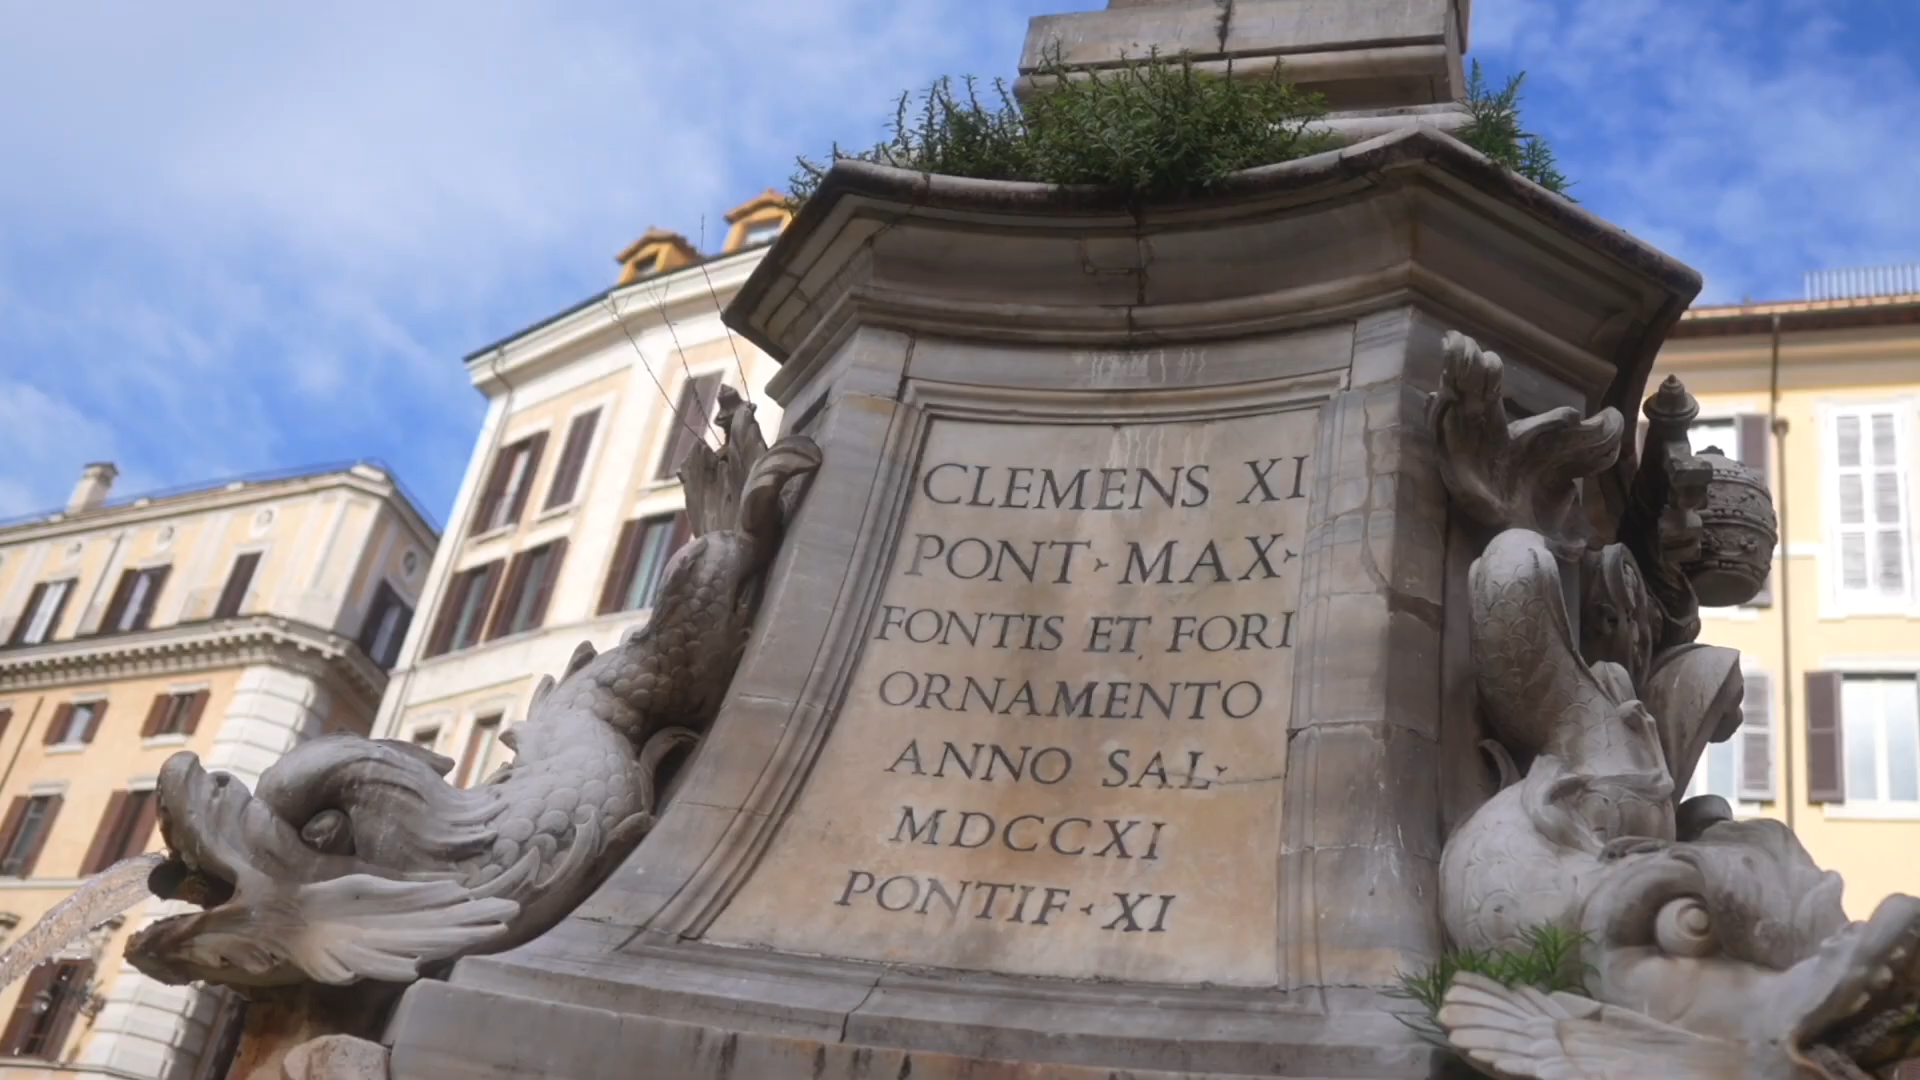 CLEMENS XI
PONT · MAX ·
FONTIS ET FORI
ORNAMENTO
ANNO SAL ·
MDCCXI
PONTIF · XI